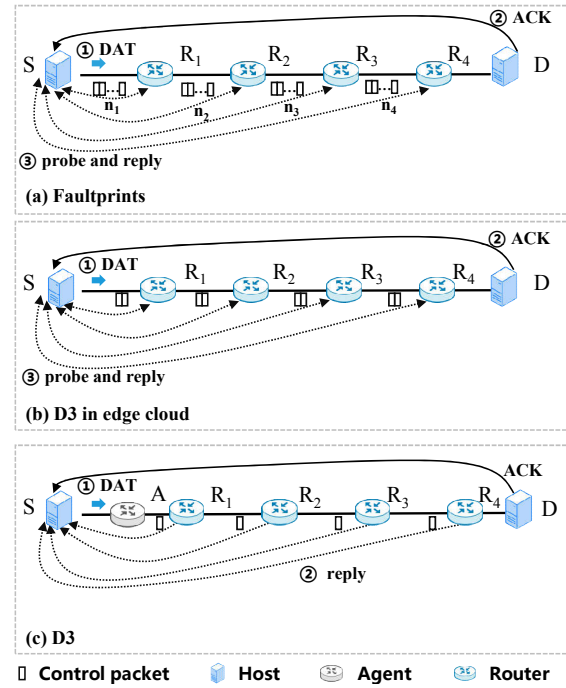 ② ACK
① DAT
S R₁ R₂ R₃ R₄ D
n₁ n₂ n₃ n₄
③ probe and reply
(a) Faultprints
② ACK
① DAT
S R₁ R₂ R₃ R₄ D
③ probe and reply
(b) D3 in edge cloud
ACK
① DAT
S A R₁ R₂ R₃ R₄ D
② reply
(c) D3
Control packet Host Agent Router